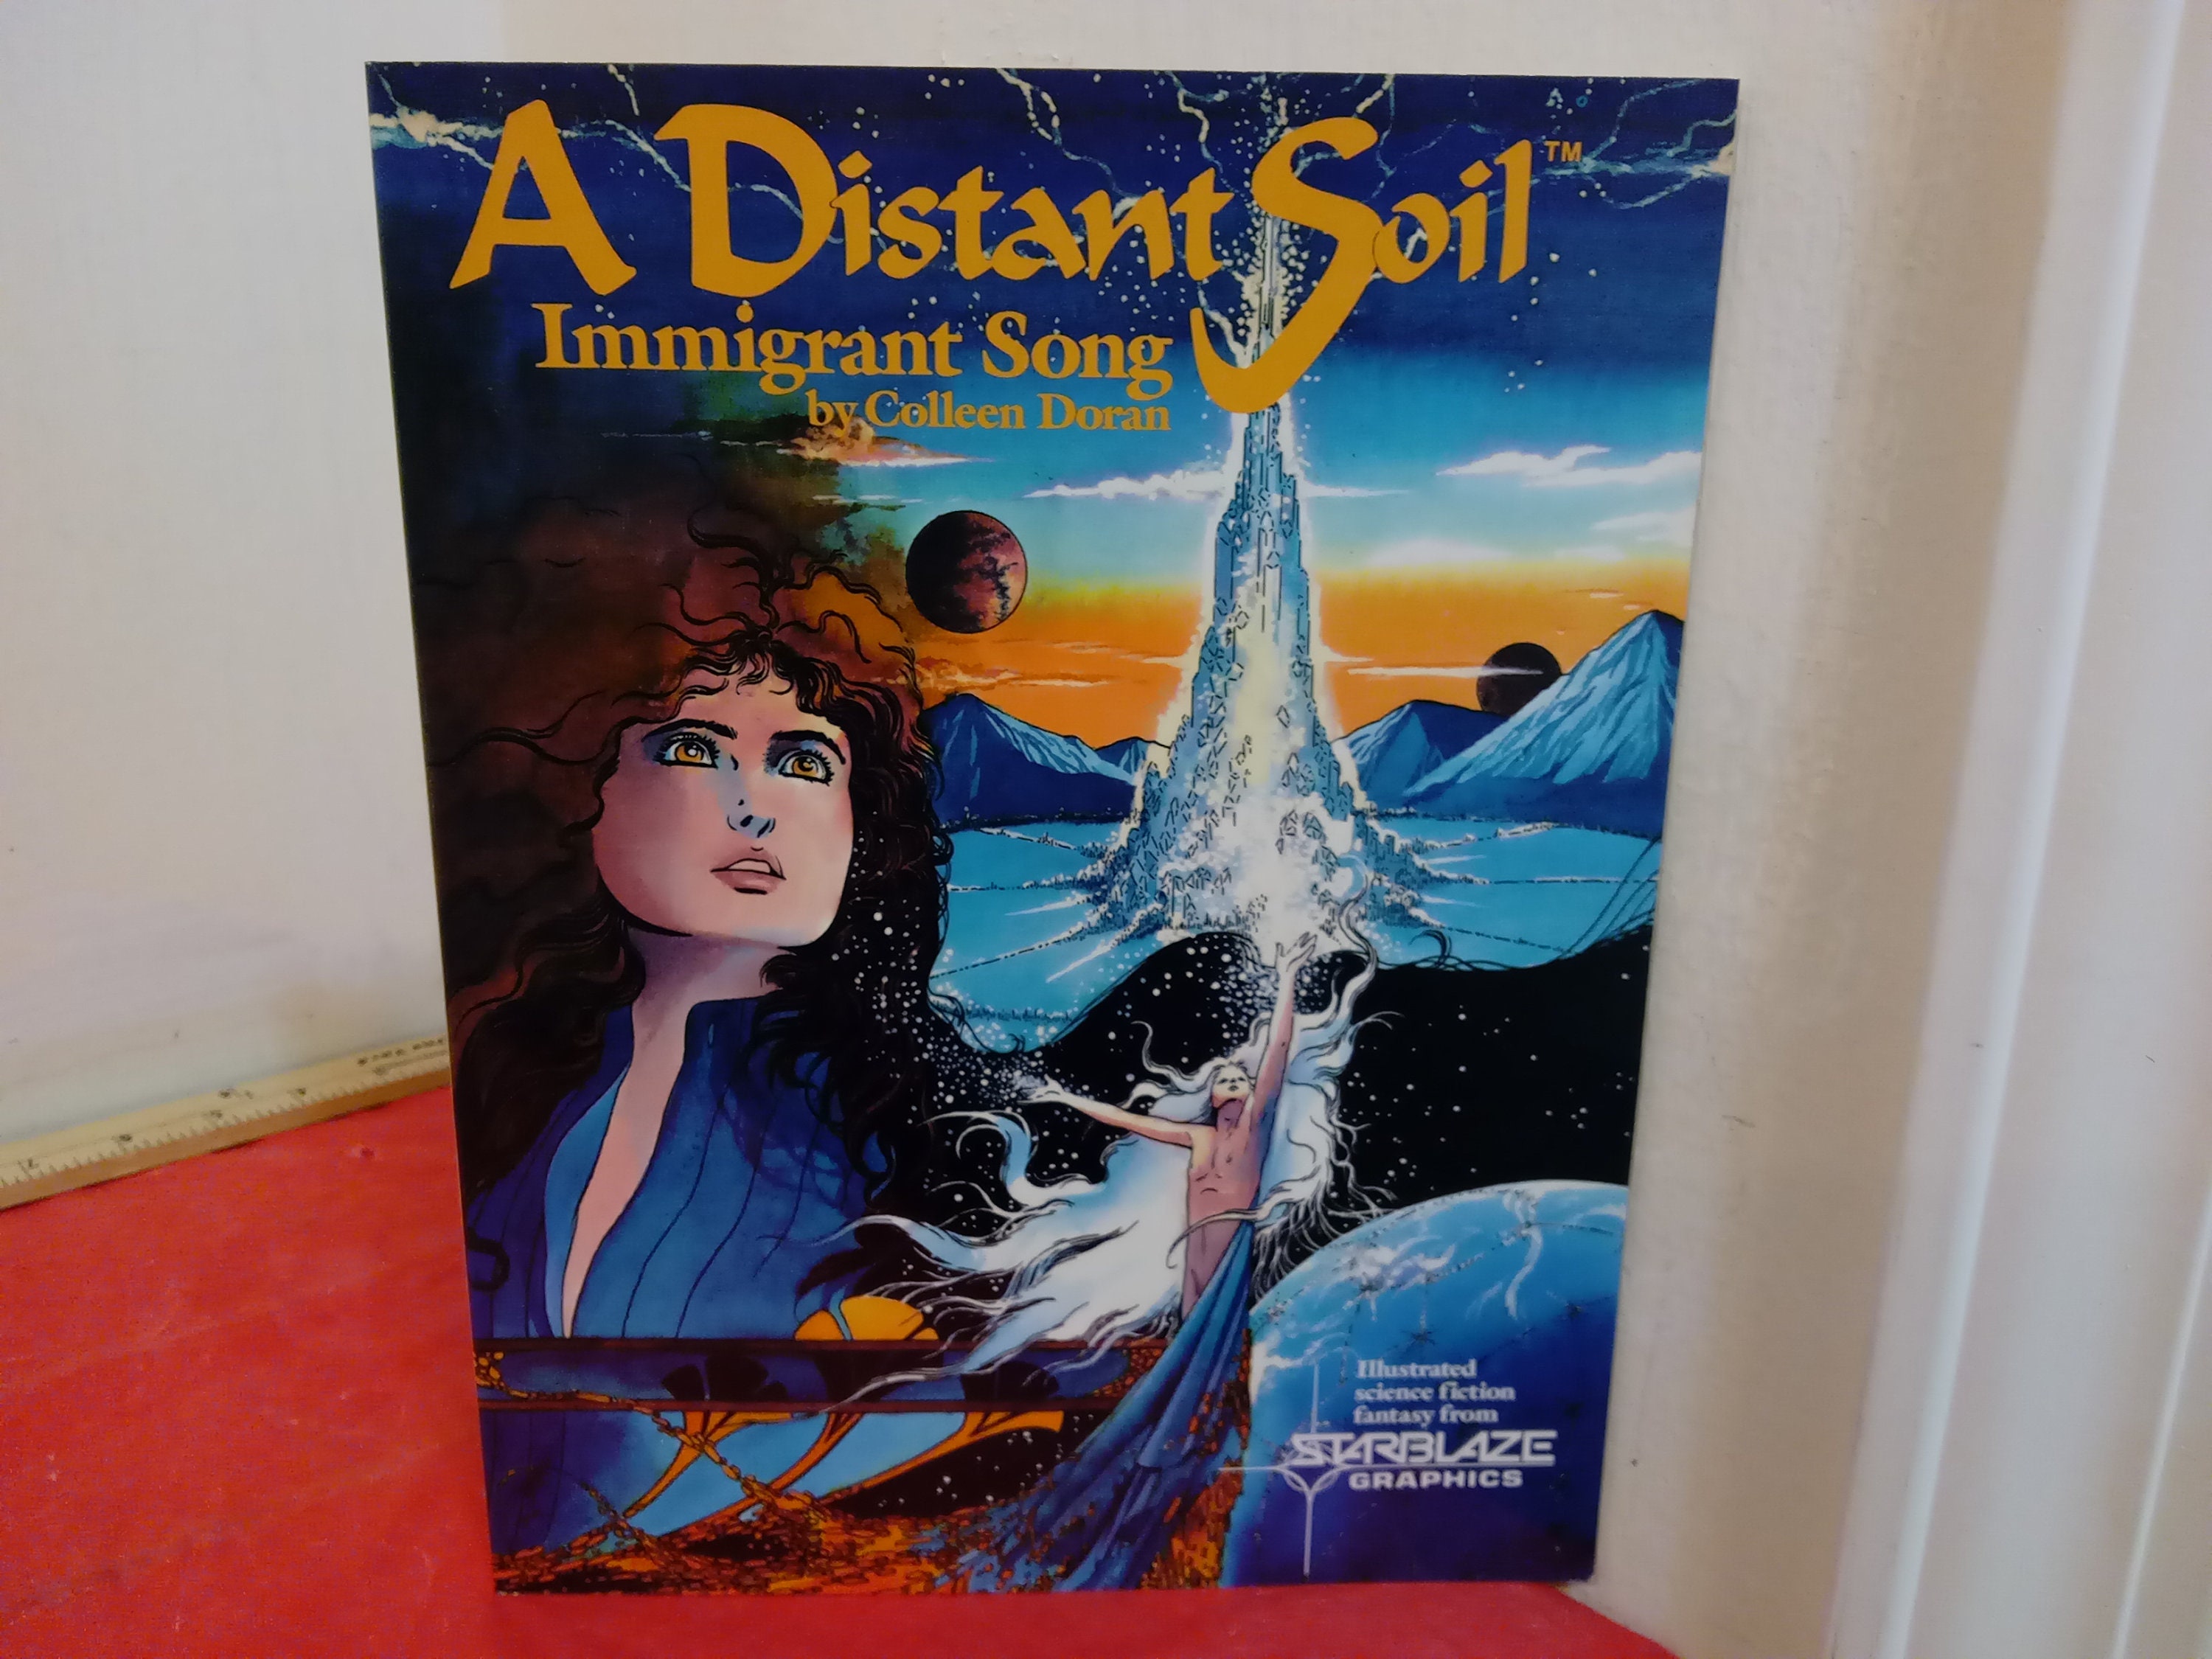 A Distant Soil™
Immigrant Song
by Colleen Doran
Illustrated
science fiction
fantasy from
STARBLAZE
GRAPHICS